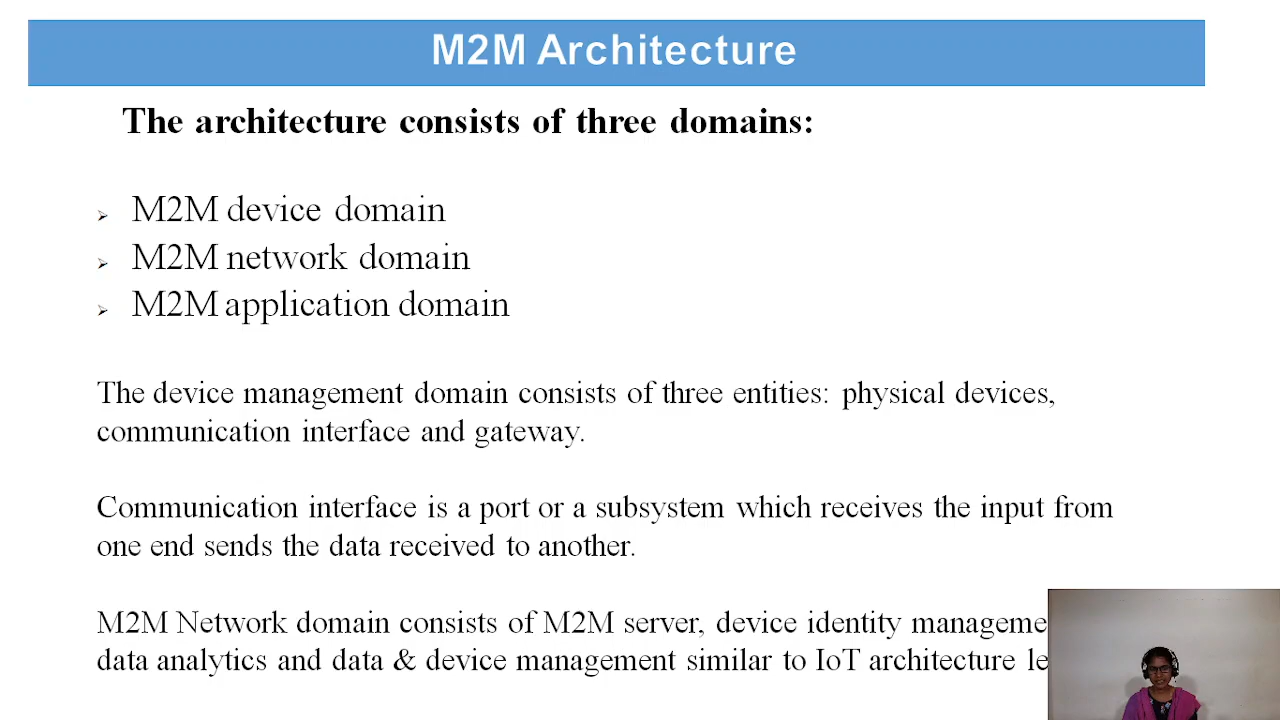 M2M Architecture
The architecture consists of three domains:
➢ M2M device domain
➢ M2M network domain
➢ M2M application domain
The device management domain consists of three entities: physical devices,
communication interface and gateway.
Communication interface is a port or a subsystem which receives the input from
one end sends the data received to another.
M2M Network domain consists of M2M server, device identity
data analytics and data & device management similar to IoT architecture